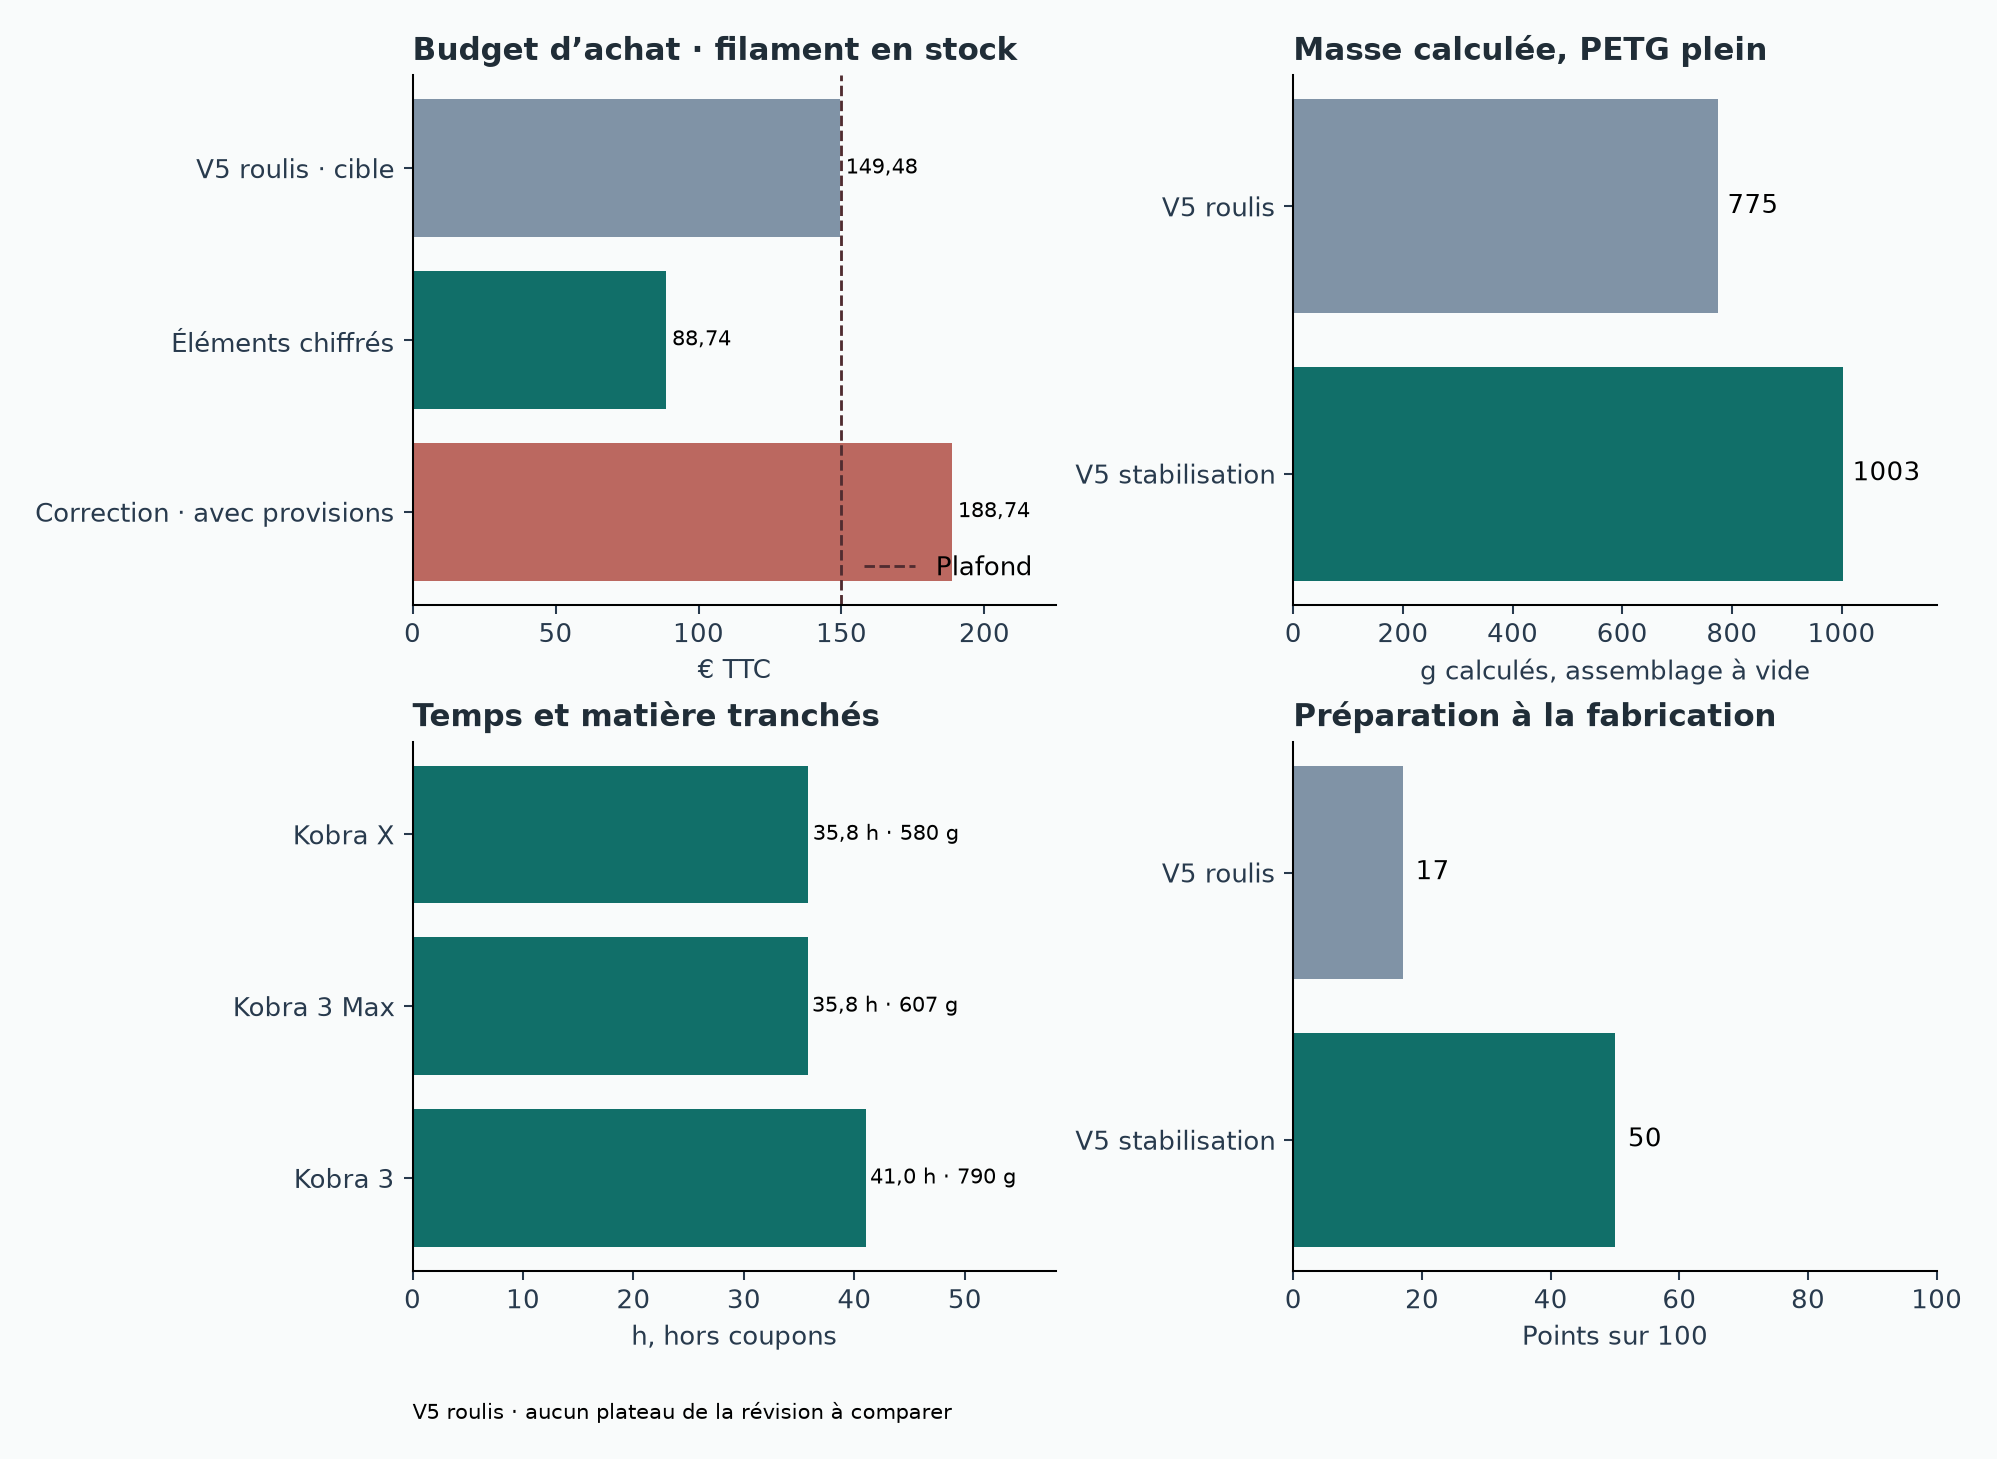 Budget d’achat · filament en stock
V5 roulis · cible
149,48
Éléments chiffrés
88,74
Correction · avec provisions
188,74
Plafond
0 50 100 150 200
€ TTC
Masse calculée, PETG plein
V5 roulis
775
V5 stabilisation
1003
0 200 400 600 800 1000
g calculés, assemblage à vide
Temps et matière tranchés
Kobra X
35,8 h · 580 g
Kobra 3 Max
35,8 h · 607 g
Kobra 3
41,0 h · 790 g
0 10 20 30 40 50
h, hors coupons
Préparation à la fabrication
V5 roulis
17
V5 stabilisation
50
0 20 40 60 80 100
Points sur 100
V5 roulis · aucun plateau de la révision à comparer